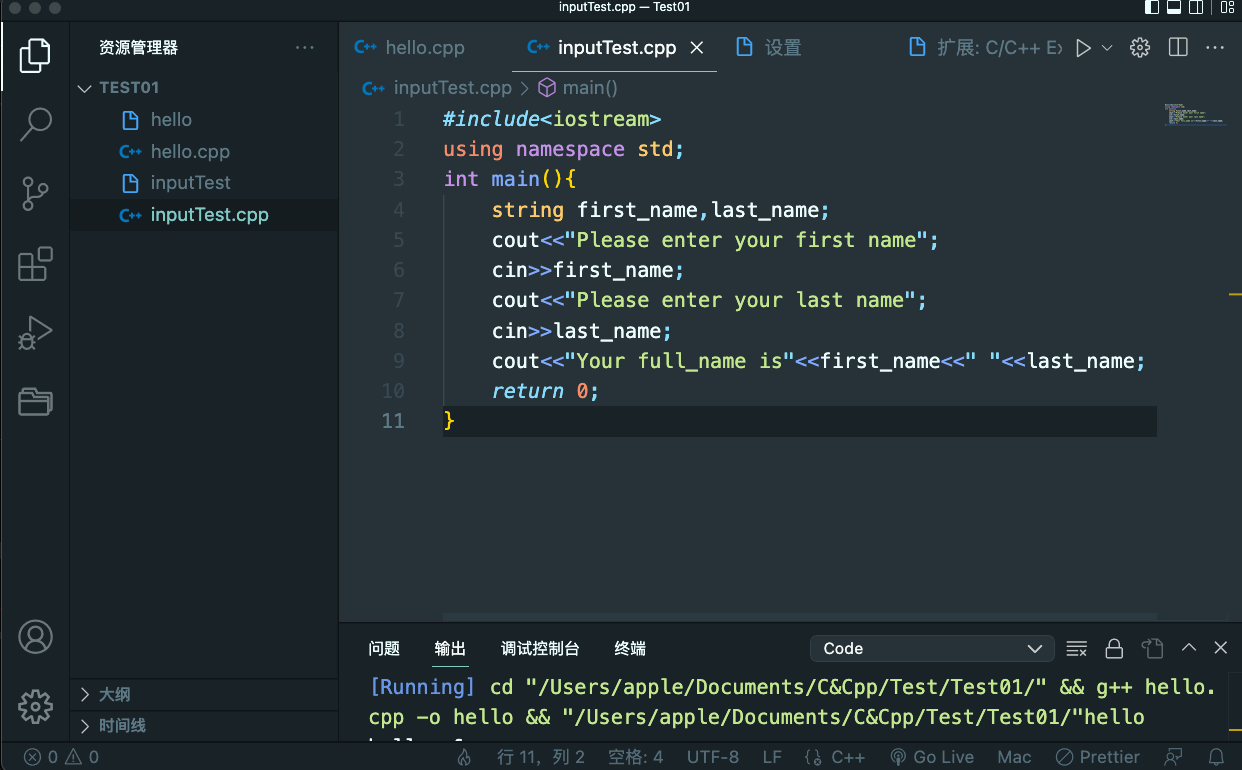 inputTest.cpp — Test01
资源管理器 ···
TEST01
hello
C++ hello.cpp
inputTest
C++ inputTest.cpp
大纲
时间线
C++ hello.cpp C++ inputTest.cpp 设置 扩展: C/C++
C++ inputTest.cpp > main()
1 #include<iostream>
2 using namespace std;
3 int main(){
4 string first_name,last_name;
5 cout<<"Please enter your first name";
6 cin>>first_name;
7 cout<<"Please enter your last name";
8 cin>>last_name;
9 cout<<"Your full_name is"<<first_name<<" "<<last_name;
10 return 0;
11 }
问题 输出 调试控制台 终端 Code
[Running] cd "/Users/apple/Documents/C&Cpp/Test/Test01/" && g++ hello.
cpp -o hello && "/Users/apple/Documents/C&Cpp/Test/Test01/"hello
0 0 行 11, 列 2 空格: 4 UTF-8 LF {} C++ Go Live Mac Prettier